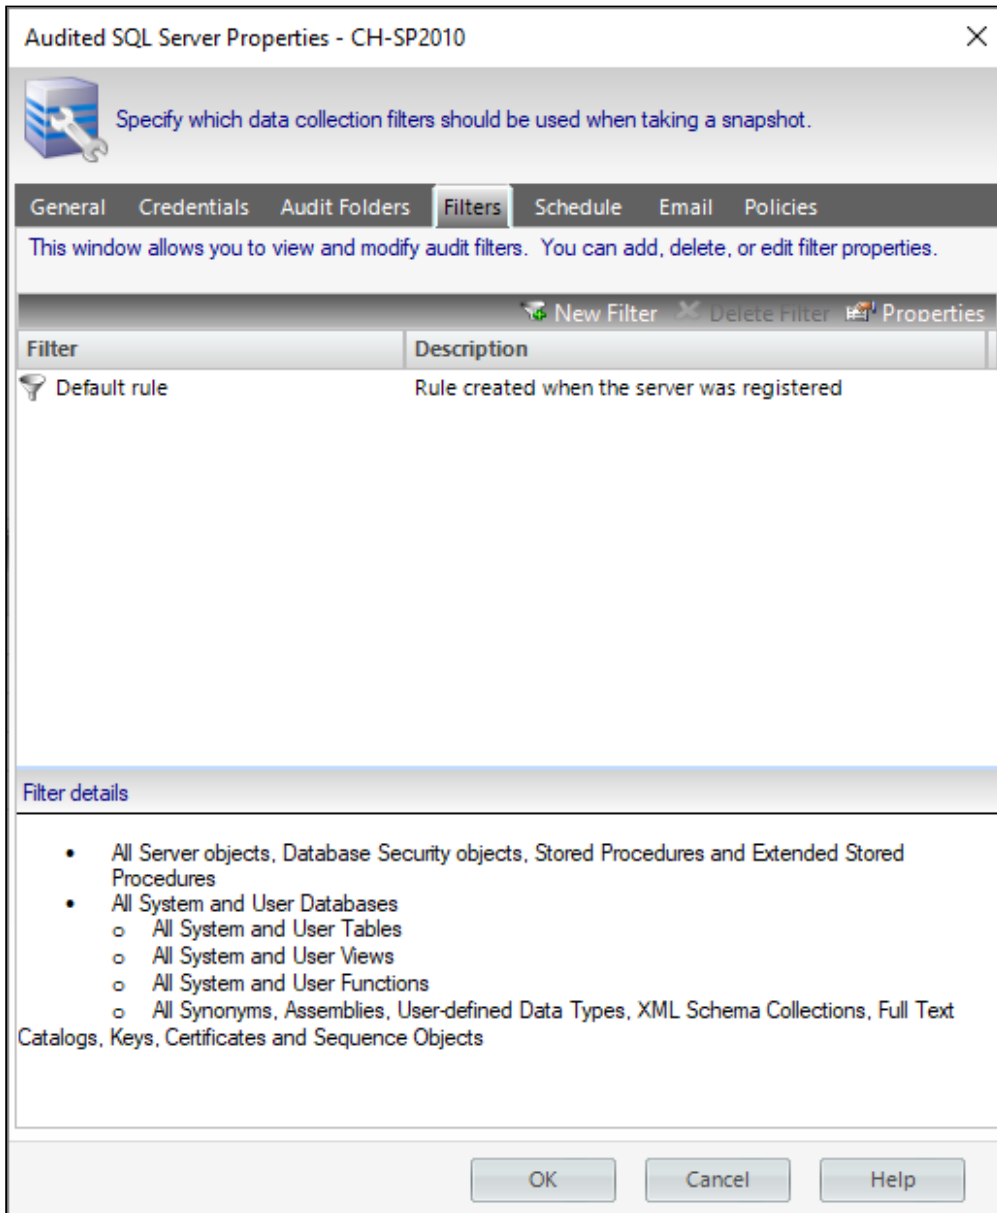 Audited SQL Server Properties - CH-SP2010
Specify which data collection filters should be used when taking a snapshot.
General Credentials Audit Folders Filters Schedule Email Policies
This window allows you to view and modify audit filters. You can add, delete, or edit filter properties.
New Filter Delete Filter Properties
Filter Description
Default rule Rule created when the server was registered
Filter details
• All Server objects, Database Security objects, Stored Procedures and Extended Stored
Procedures
• All System and User Databases
o All System and User Tables
o All System and User Views
o All System and User Functions
o All Synonyms, Assemblies, User-defined Data Types, XML Schema Collections, Full Text
Catalogs, Keys, Certificates and Sequence Objects
OK Cancel Help